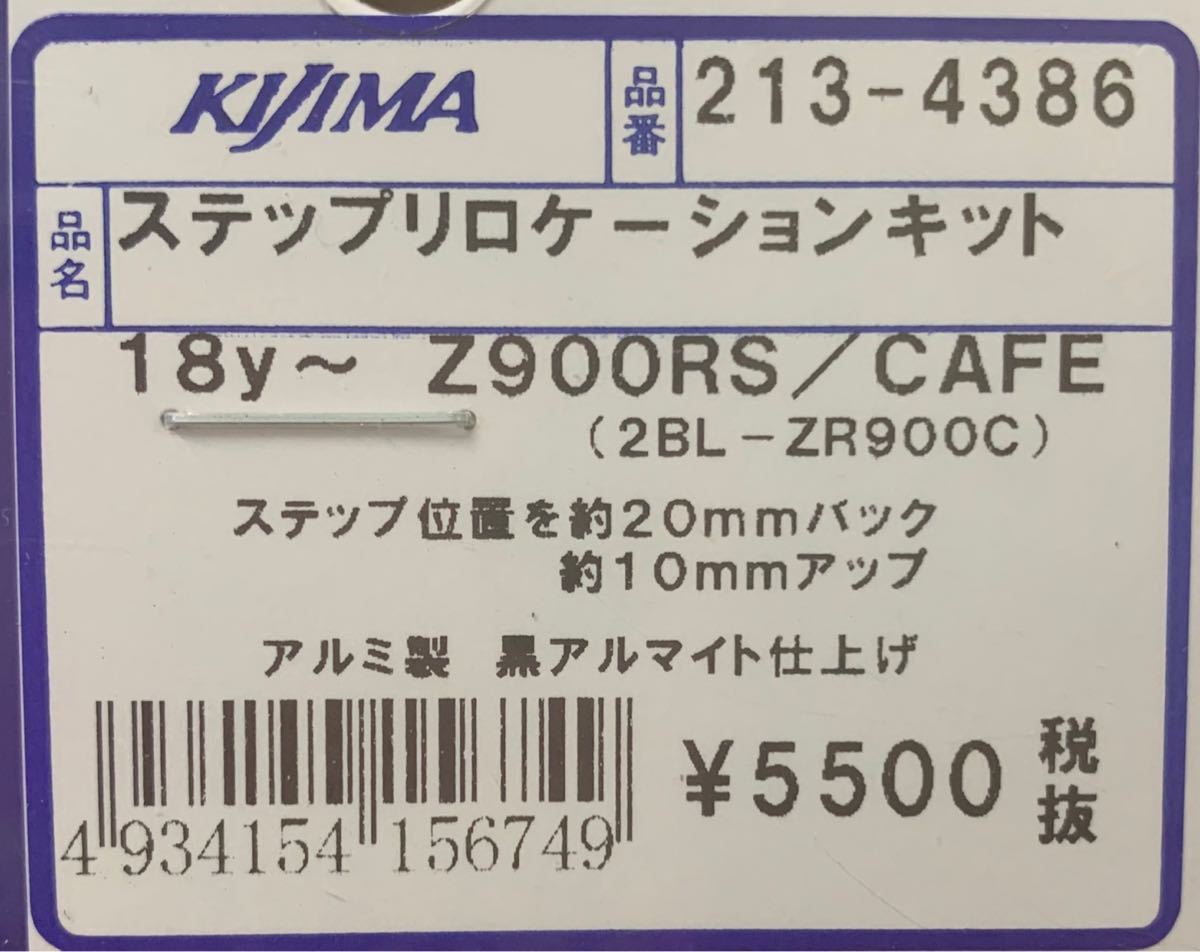 KIJIMA
品番
213-4386
品名
ステップリロケーションキット
18y～ Z900RS／CAFE
(2BL-ZR900C)
ステップ位置を約20mmバック
約10mmアップ
アルミ製 黒アルマイト仕上げ
¥5500 税抜
4 934154 156749